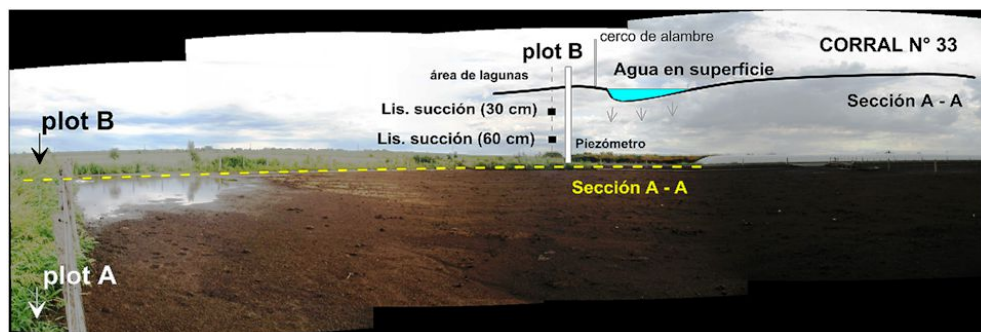 cerco de alambre
CORRAL N° 33
plot B
área de lagunas
Agua en superficie
Sección A - A
Lis. succión (30 cm)
plot B
Lis. succión (60 cm)
Piezómetro
Sección A - A
plot A